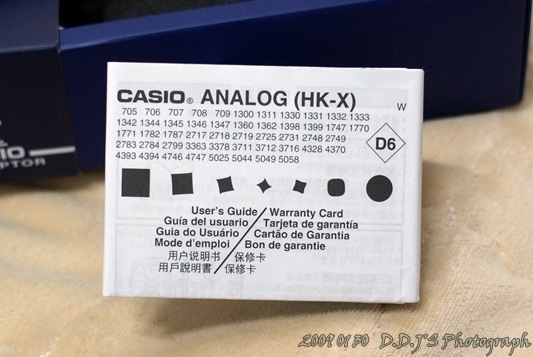 CASIO® ANALOG (HK-X)
W
705 706 707 708 709 1300 1311 1330 1331 1332 1333
1342 1344 1345 1346 1347 1360 1362 1398 1399 1747 1770
1771 1782 1787 2717 2718 2719 2725 2731 2748 2749
2783 2784 2799 3363 3378 3711 3712 3716 4328 4370
4393 4394 4746 4747 5025 5044 5049 5058
D6
User's Guide / Warranty Card
Guía del usuario / Tarjeta de garantía
Guia do Usuário / Cartão de Garantia
Mode d'emploi / Bon de garantie
用户说明书 / 保修卡
用戶說明書 / 保修卡
SIO
PTOR
2009 01 30 D.D.J'S Photograph